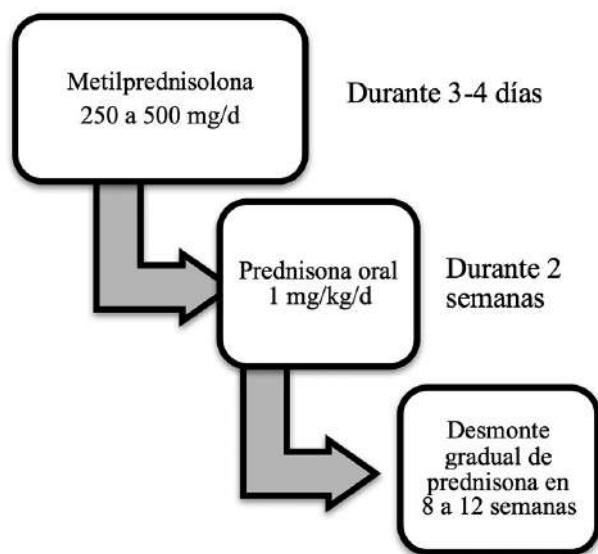 Metilprednisolona
250 a 500 mg/d
Durante 3-4 días
Prednisona oral
1 mg/kg/d
Durante 2
semanas
Desmonte
gradual de
prednisona en
8 a 12 semanas